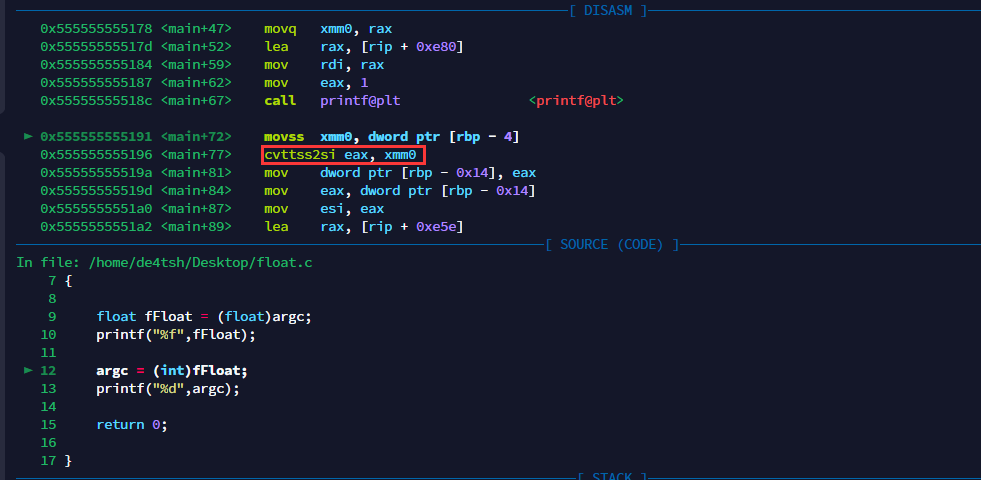 [ DISASM ]
0x555555555178 <main+47> movq xmm0, rax
0x55555555517d <main+52> lea rax, [rip + 0xe80]
0x555555555184 <main+59> mov rdi, rax
0x555555555187 <main+62> mov eax, 1
0x55555555518c <main+67> call printf@plt <printf@plt>
► 0x555555555191 <main+72> movss xmm0, dword ptr [rbp - 4]
0x555555555196 <main+77> cvttss2si eax, xmm0
0x55555555519a <main+81> mov dword ptr [rbp - 0x14], eax
0x55555555519d <main+84> mov eax, dword ptr [rbp - 0x14]
0x5555555551a0 <main+87> mov esi, eax
0x5555555551a2 <main+89> lea rax, [rip + 0xe5e]
[ SOURCE (CODE) ]
In file: /home/de4tsh/Desktop/float.c
7 {
8
9 float fFloat = (float)argc;
10 printf("%f",fFloat);
11
► 12 argc = (int)fFloat;
13 printf("%d",argc);
14
15 return 0;
16
17 }
[ STACK ]